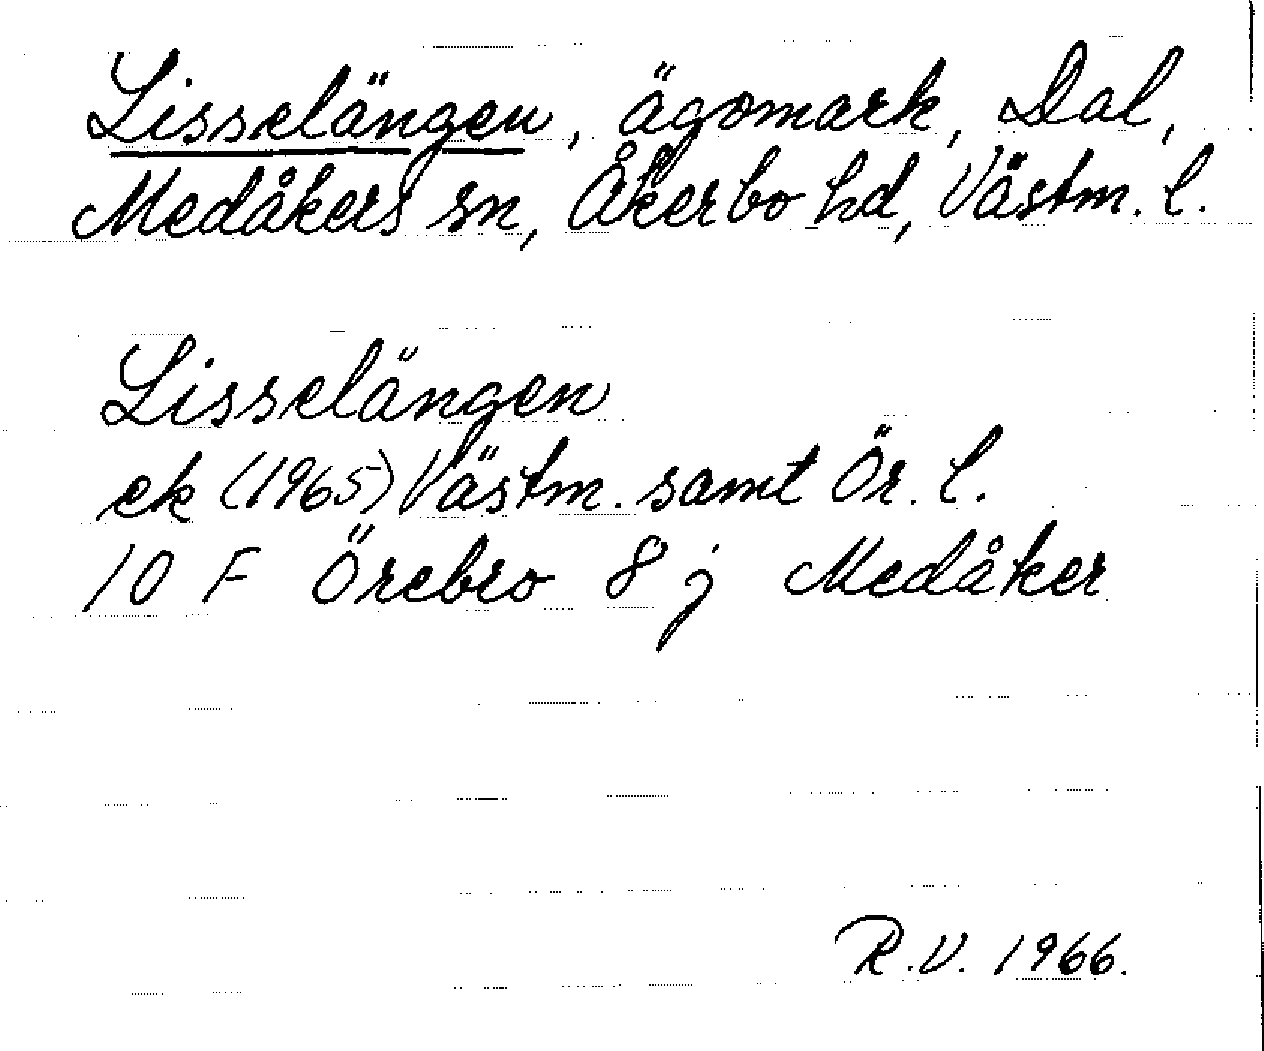 Lisselängen, ägomark, Dal,
Medåkers sn, Åkerbo hd, Västm. l.
Lisselängen
ek (1965) Västm. samt Ör. l.
10 F Örebro 8 j Medåker
R.V. 1966.